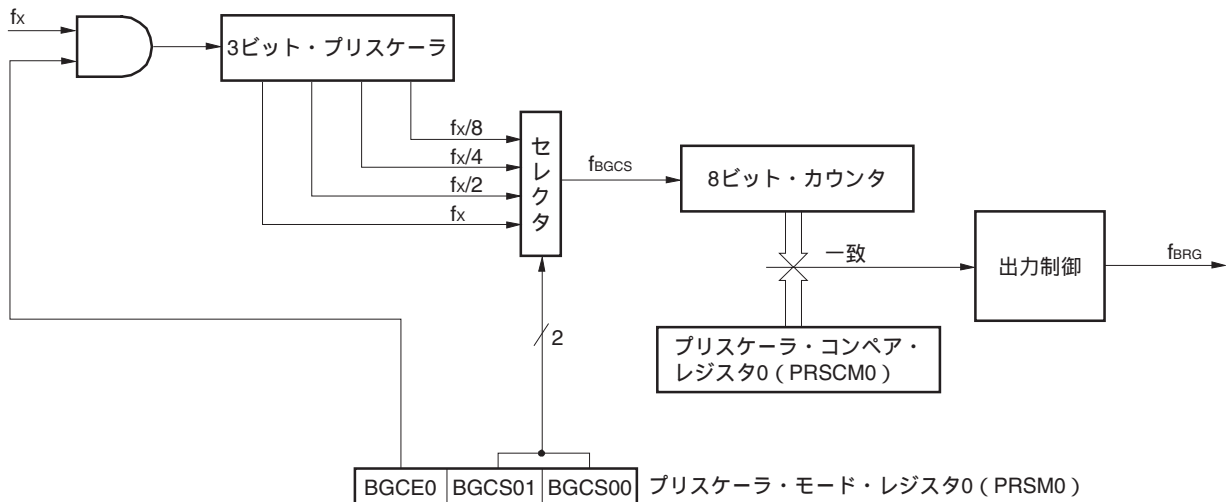 fX
3ビット・プリスケーラ
fX/8
fX/4
fX/2
fX
セレクタ
fBGCS
8ビット・カウンタ
一致
出力制御
fBRG
2
プリスケーラ・コンペア・
レジスタ0（PRSCM0）
BGCE0 BGCS01 BGCS00 プリスケーラ・モード・レジスタ0（PRSM0）